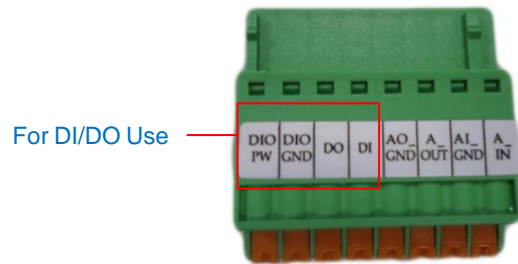 For DI/DO Use
DIO PW
DIO GND
DO
DI
AO_ GND
A_ OUT
AI_ GND
A_ IN